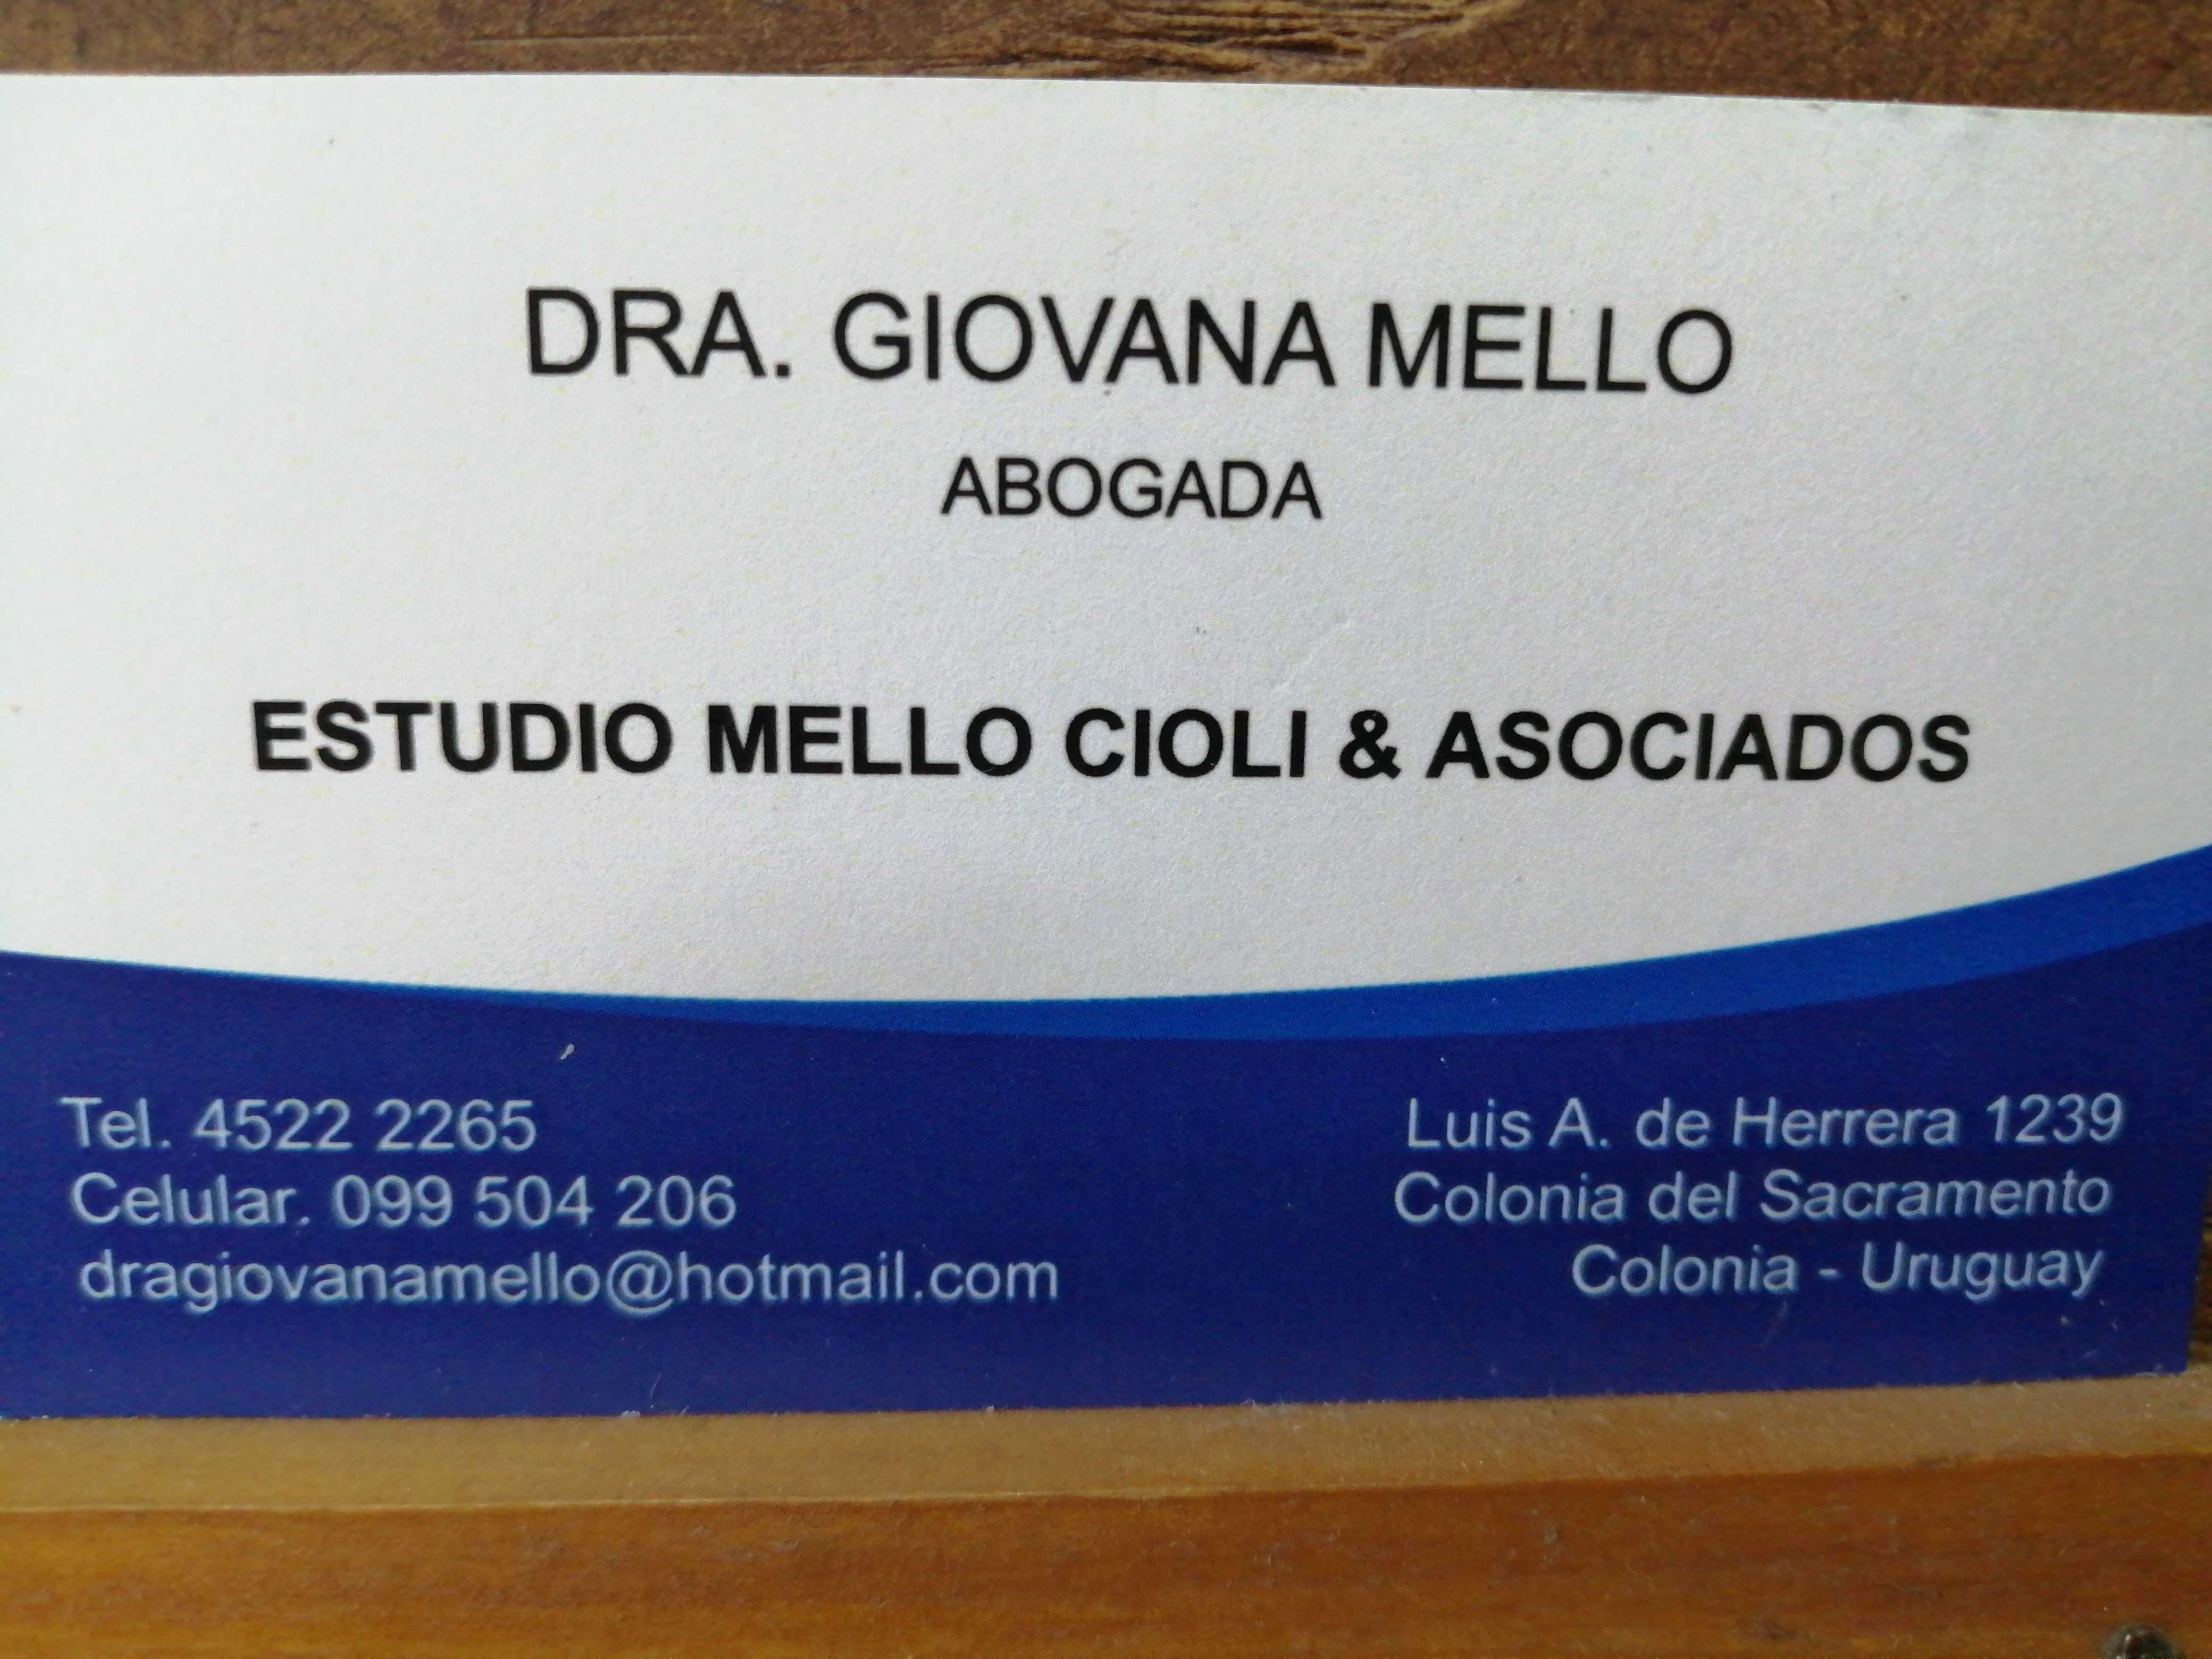 DRA. GIOVANA MELLO
ABOGADA
ESTUDIO MELLO CIOLI & ASOCIADOS
Tel. 4522 2265
Celular. 099 504 206
dragiovanamello@hotmail.com
Luis A. de Herrera 1239
Colonia del Sacramento
Colonia - Uruguay